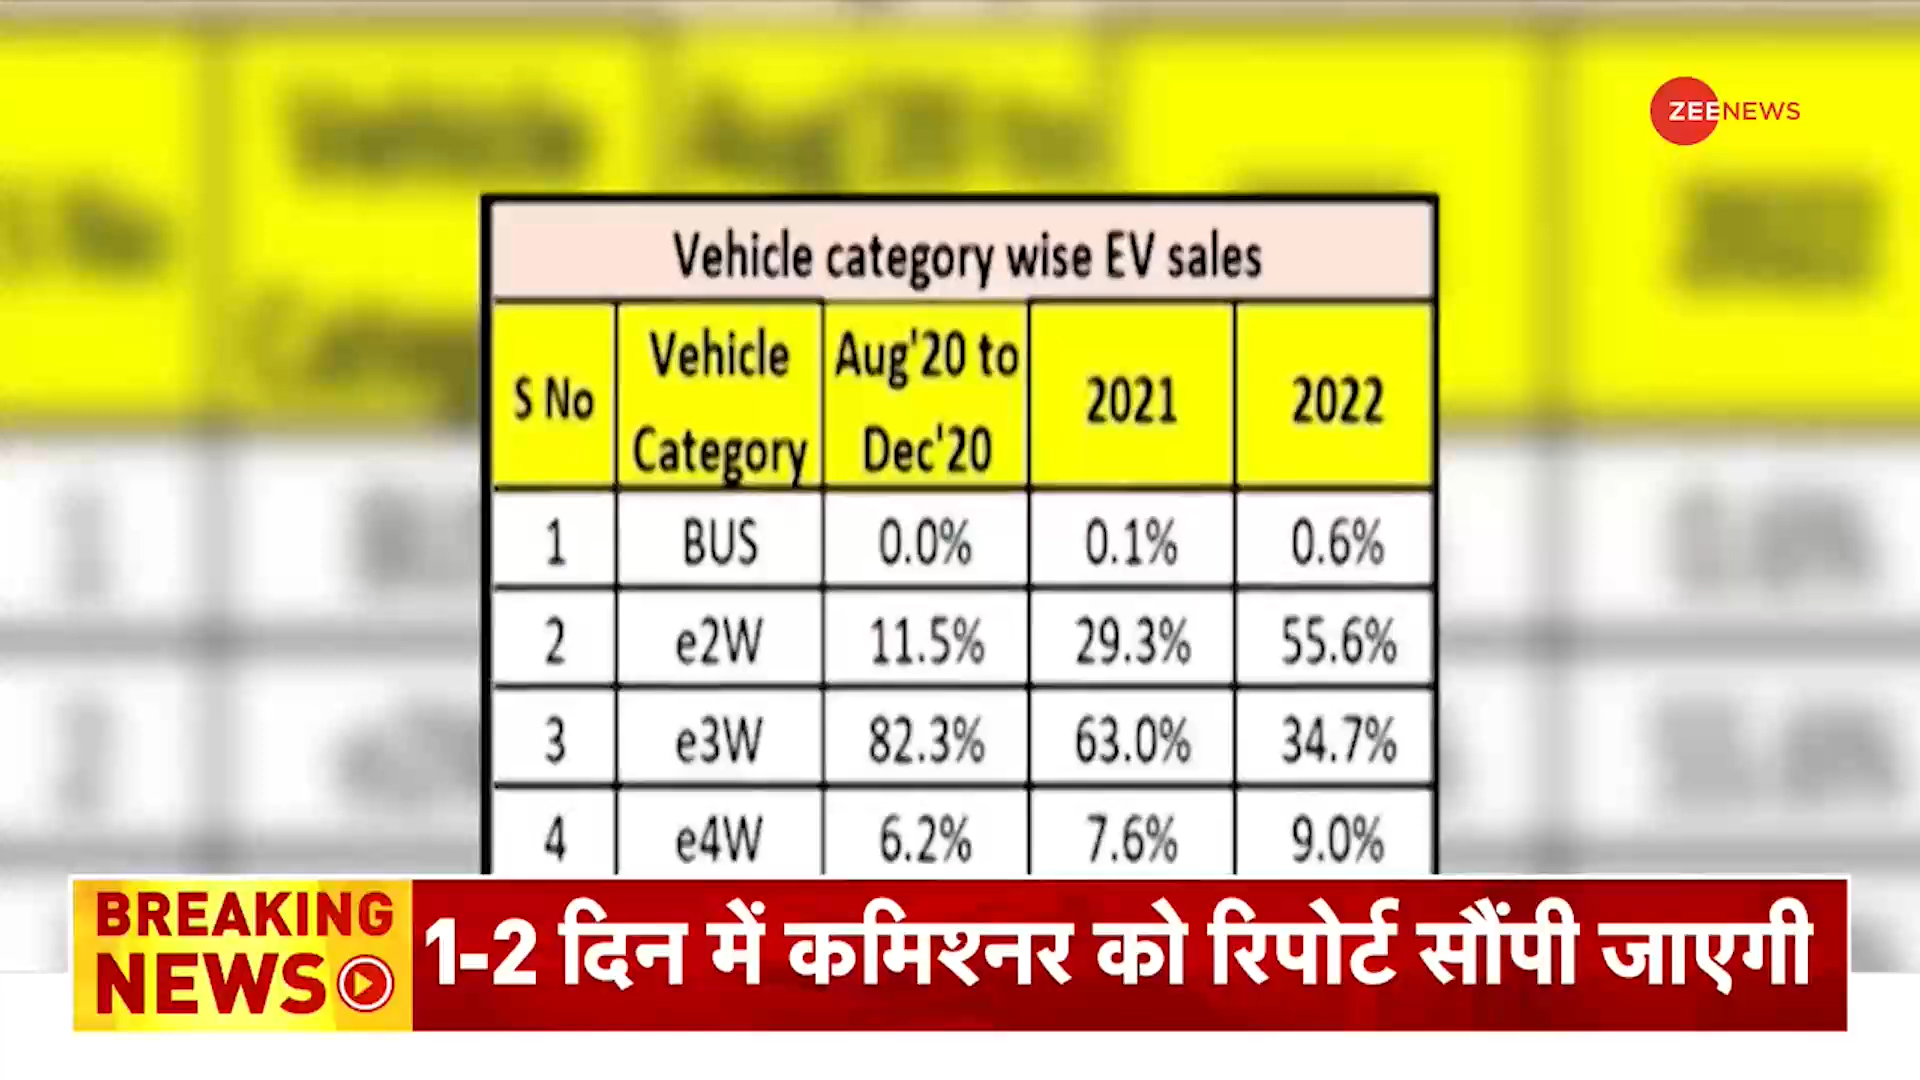 ZEENEWS
Vehicle category wise EV sales
S No Vehicle Category Aug'20 to Dec'20 2021 2022
1 BUS 0.0% 0.1% 0.6%
2 e2W 11.5% 29.3% 55.6%
3 e3W 82.3% 63.0% 34.7%
4 e4W 6.2% 7.6% 9.0%
BREAKING
NEWS
1-2 दिन में कमिश्नर को रिपोर्ट सौंपी जाएगी